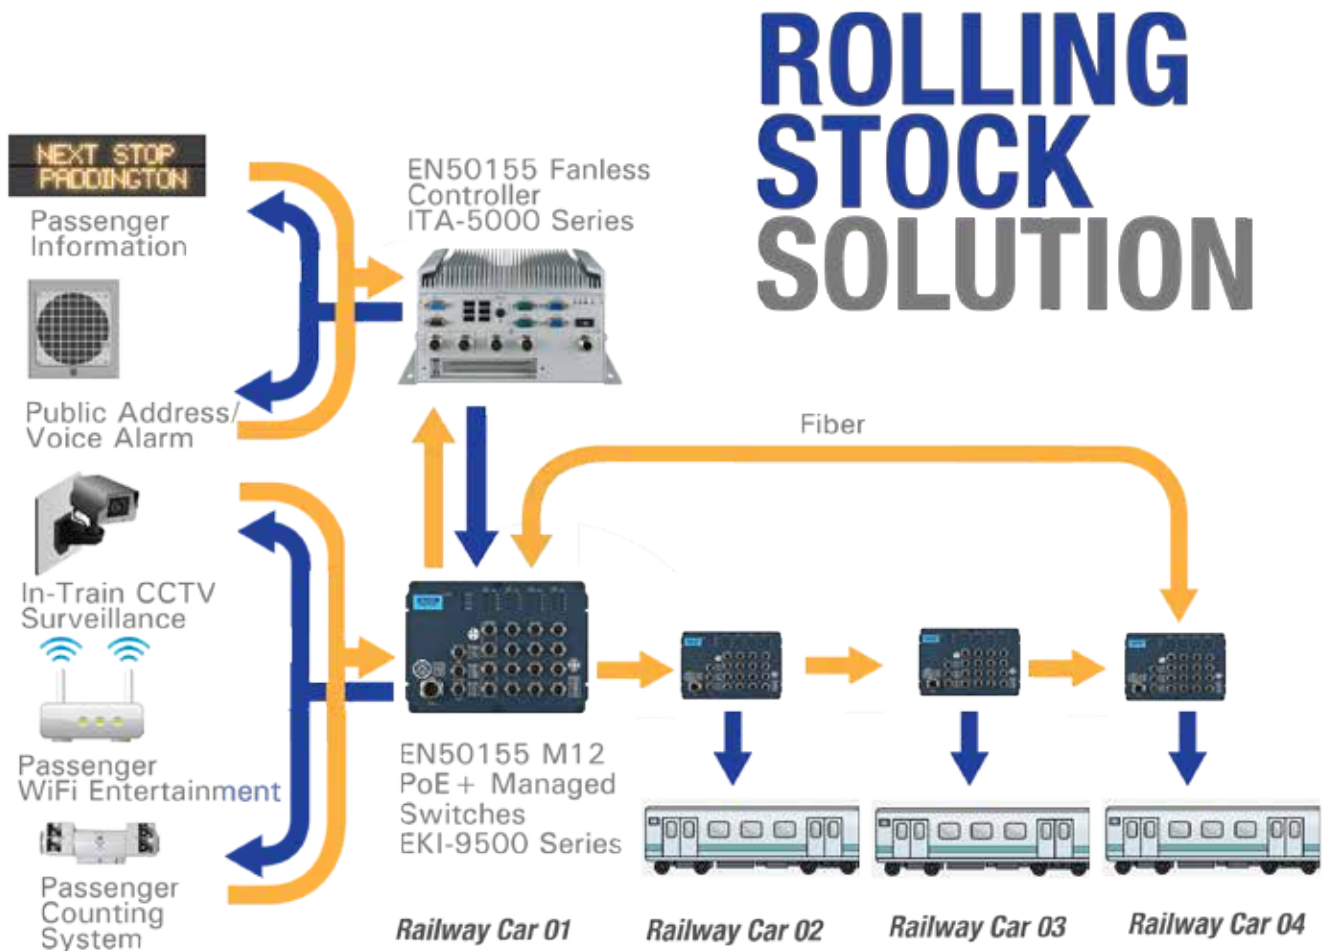 ROLLING
STOCK
SOLUTION
NEXT STOP
PADDINGTON
Passenger
Information
EN50155 Fanless
Controller
ITA-5000 Series
Public Address/
Voice Alarm
Fiber
In-Train CCTV
Surveillance
Passenger
WiFi Entertainment
EN50155 M12
PoE+ Managed
Switches
EKI-9500 Series
Passenger
Counting
System
Railway Car 01
Railway Car 02
Railway Car 03
Railway Car 04